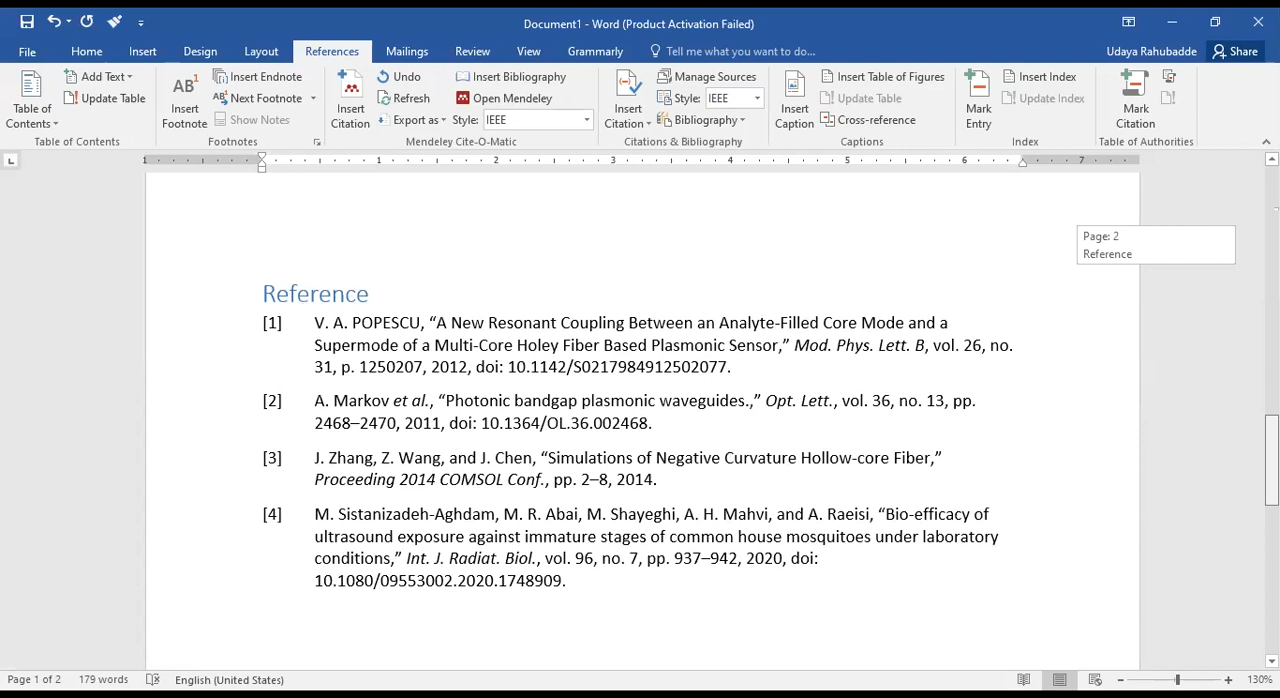 Document1 - Word (Product Activation Failed)
File Home Insert Design Layout References Mailings Review View Grammarly Tell me what you want to do... Udaya Rahubadde Share
Table of Contents
Add Text
Update Table
Table of Contents
AB1
Insert Footnote
Insert Endnote
AB1 Next Footnote
Show Notes
Footnotes
Insert Citation
Undo
Refresh
Export as
Insert Bibliography
Open Mendeley
Style: IEEE
Mendeley Cite-O-Matic
Insert Citation
Manage Sources
Style: IEEE
Bibliography
Citations & Bibliography
Insert Caption
Insert Table of Figures
Update Table
Cross-reference
Captions
Mark Entry
Insert Index
Update Index
Index
Mark Citation
Table of Authorities
1 1 2 3 4 5 6 7
Page: 2
Reference
Reference
[1] V. A. POPESCU, “A New Resonant Coupling Between an Analyte-Filled Core Mode and a
Supermode of a Multi-Core Holey Fiber Based Plasmonic Sensor,” Mod. Phys. Lett. B, vol. 26, no.
31, p. 1250207, 2012, doi: 10.1142/S0217984912502077.
[2] A. Markov et al., “Photonic bandgap plasmonic waveguides.,” Opt. Lett., vol. 36, no. 13, pp.
2468–2470, 2011, doi: 10.1364/OL.36.002468.
[3] J. Zhang, Z. Wang, and J. Chen, “Simulations of Negative Curvature Hollow-core Fiber,”
Proceeding 2014 COMSOL Conf., pp. 2–8, 2014.
[4] M. Sistanizadeh-Aghdam, M. R. Abai, M. Shayeghi, A. H. Mahvi, and A. Raeisi, “Bio-efficacy of
ultrasound exposure against immature stages of common house mosquitoes under laboratory
conditions,” Int. J. Radiat. Biol., vol. 96, no. 7, pp. 937–942, 2020, doi:
10.1080/09553002.2020.1748909.
Page 1 of 2 179 words English (United States) 130%